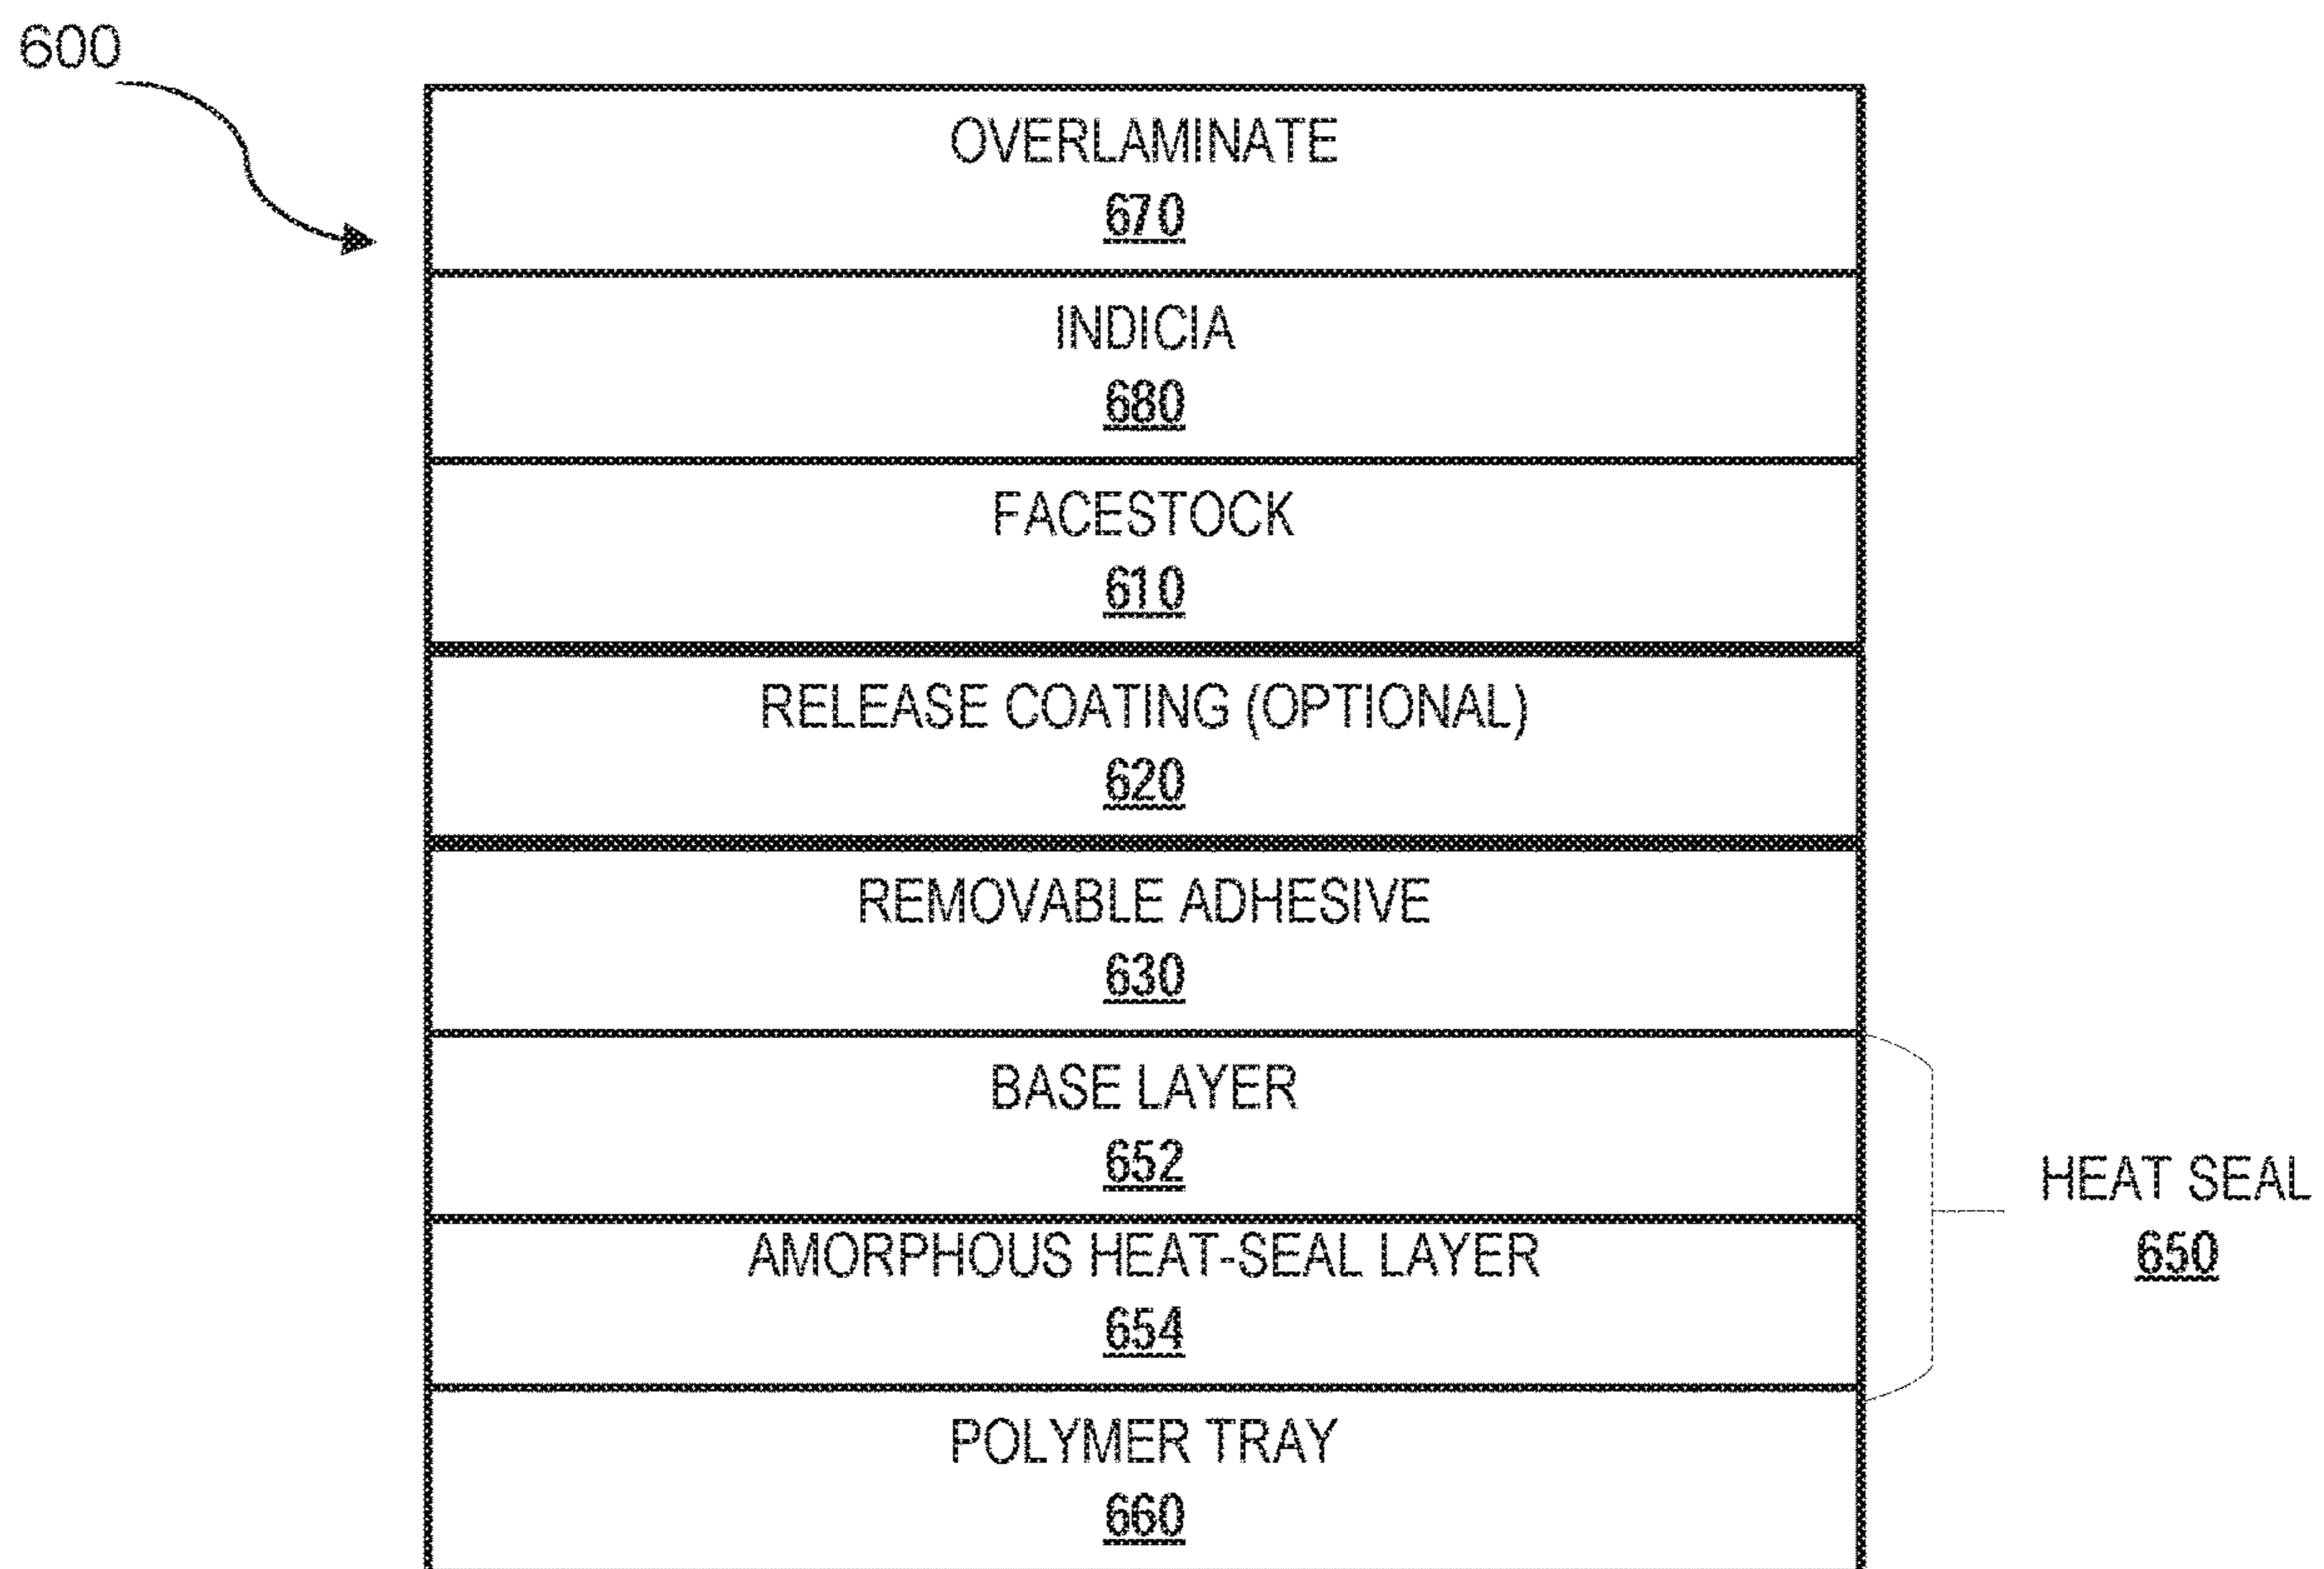 600
OVERLAMINATE
670
INDICIA
680
FACESTOCK
610
RELEASE COATING (OPTIONAL)
620
REMOVABLE ADHESIVE
630
BASE LAYER
652
AMORPHOUS HEAT-SEAL LAYER
654
HEAT SEAL
650
POLYMER TRAY
660